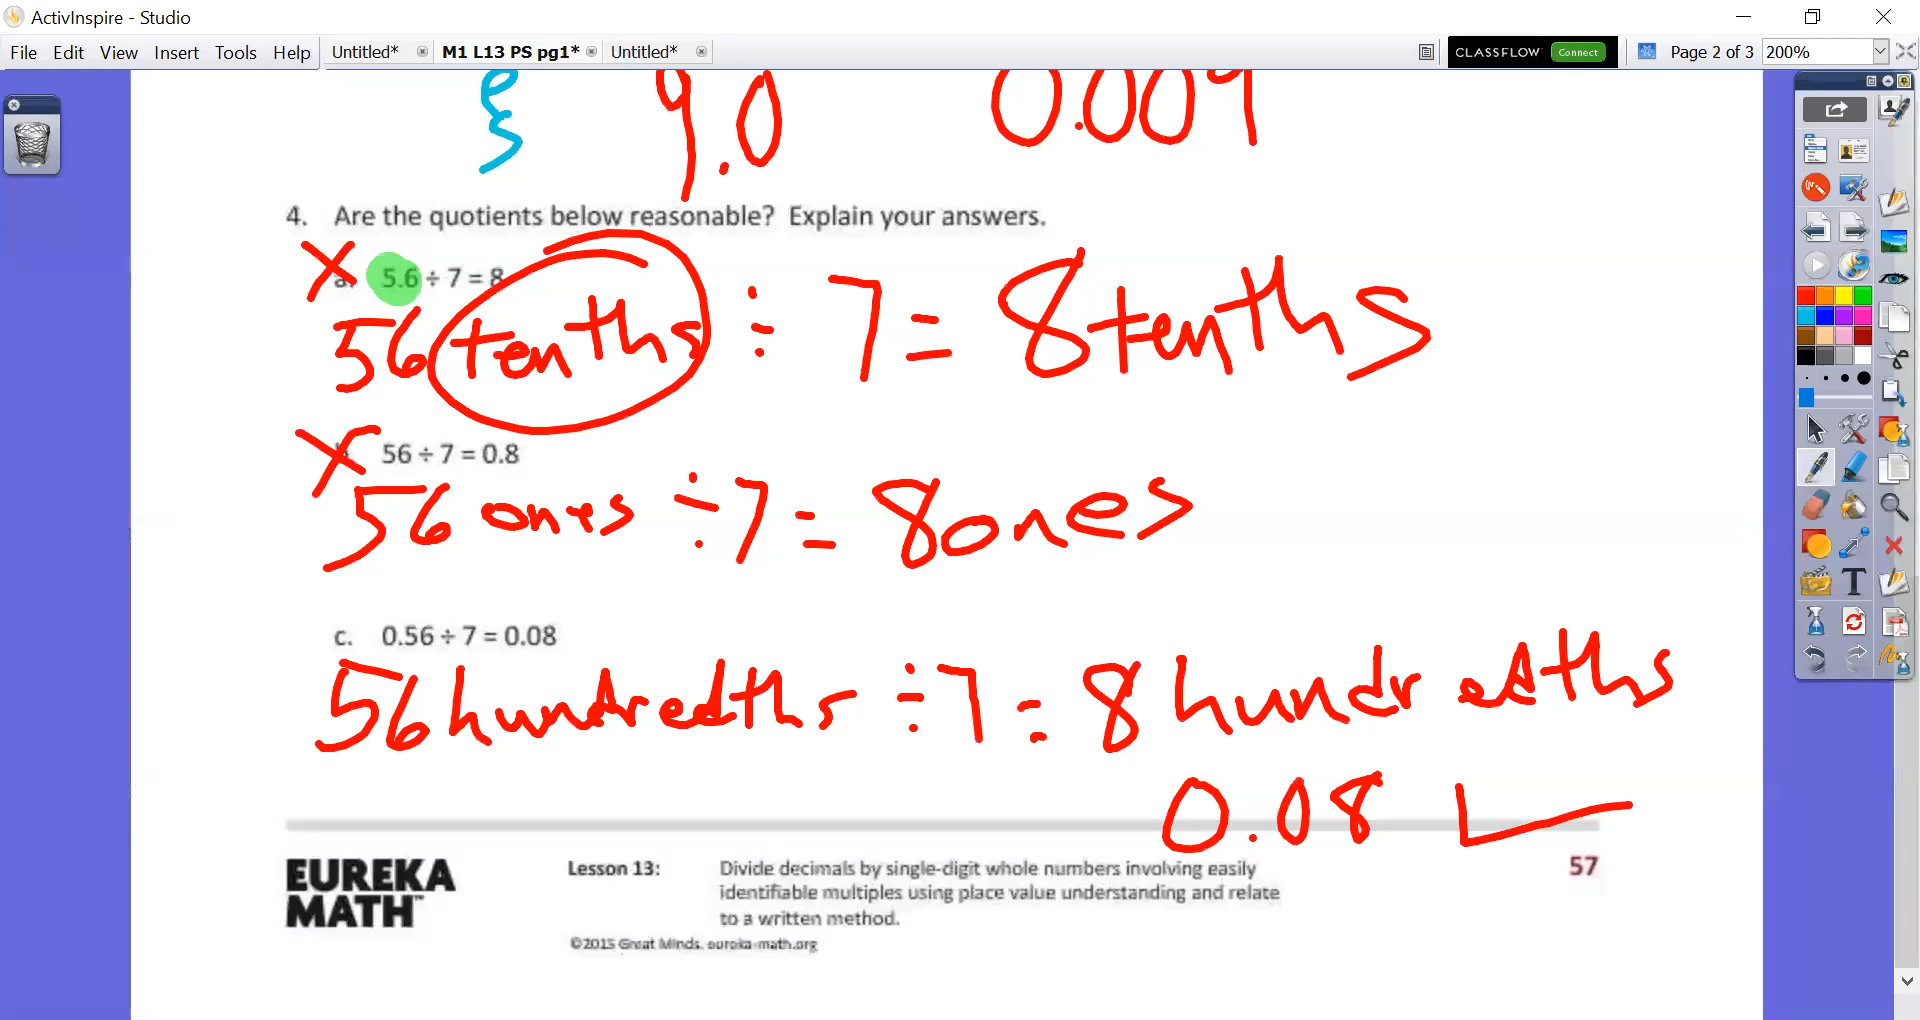 ActivInspire - Studio
File Edit View Insert Tools Help
Untitled* M1 L13 PS pg1* Untitled*
CLASSFLOW Connect
Page 2 of 3 200%
9.0 0.009
4. Are the quotients below reasonable? Explain your answers.
a. 5.6 ÷ 7 = 8
56 tenths ÷ 7 = 8 tenths
56 ÷ 7 = 0.8
56 ones ÷ 7 = 8 ones
c. 0.56 ÷ 7 = 0.08
56 hundredths ÷ 7 = 8 hundredths
0.08
EUREKA MATH™
Lesson 13: Divide decimals by single-digit whole numbers involving easily
identifiable multiples using place value understanding and relate
to a written method.
57
©2015 Great Minds. eureka-math.org